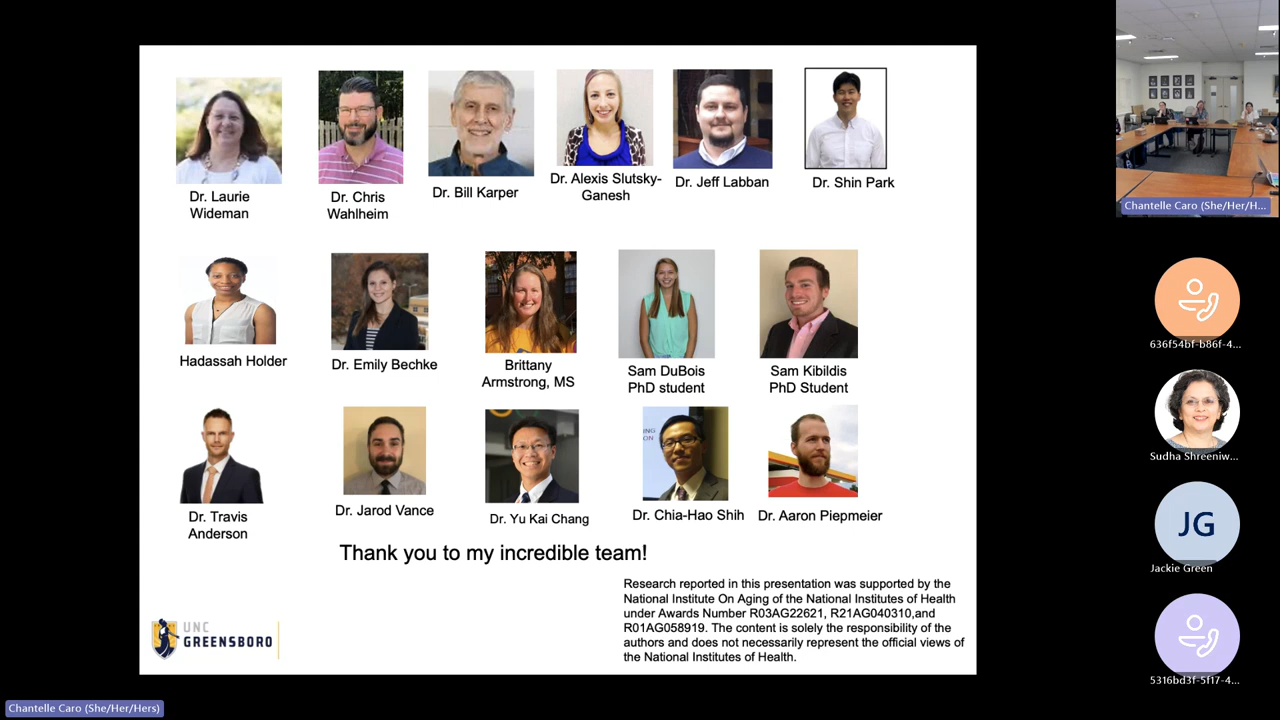 Dr. Laurie
Wideman
Dr. Chris
Wahlheim
Dr. Bill Karper
Dr. Alexis Slutsky-
Ganesh
Dr. Jeff Labban
Dr. Shin Park
Hadassah Holder
Dr. Emily Bechke
Brittany
Armstrong, MS
Sam DuBois
PhD student
Sam Kibildis
PhD Student
Dr. Travis
Anderson
Dr. Jarod Vance
Dr. Yu Kai Chang
ING
ON
Dr. Chia-Hao Shih
Dr. Aaron Piepmeier
Thank you to my incredible team!
Research reported in this presentation was supported by the
National Institute On Aging of the National Institutes of Health
under Awards Number R03AG22621, R21AG040310,and
R01AG058919. The content is solely the responsibility of the
authors and does not necessarily represent the official views of
the National Institutes of Health.
UNC
GREENSBORO
Chantelle Caro (She/Her/H...
636f54bf-b86f-4...
Sudha Shreeniw...
JG
Jackie Green
5316bd3f-5f17-4...
Chantelle Caro (She/Her/Hers)